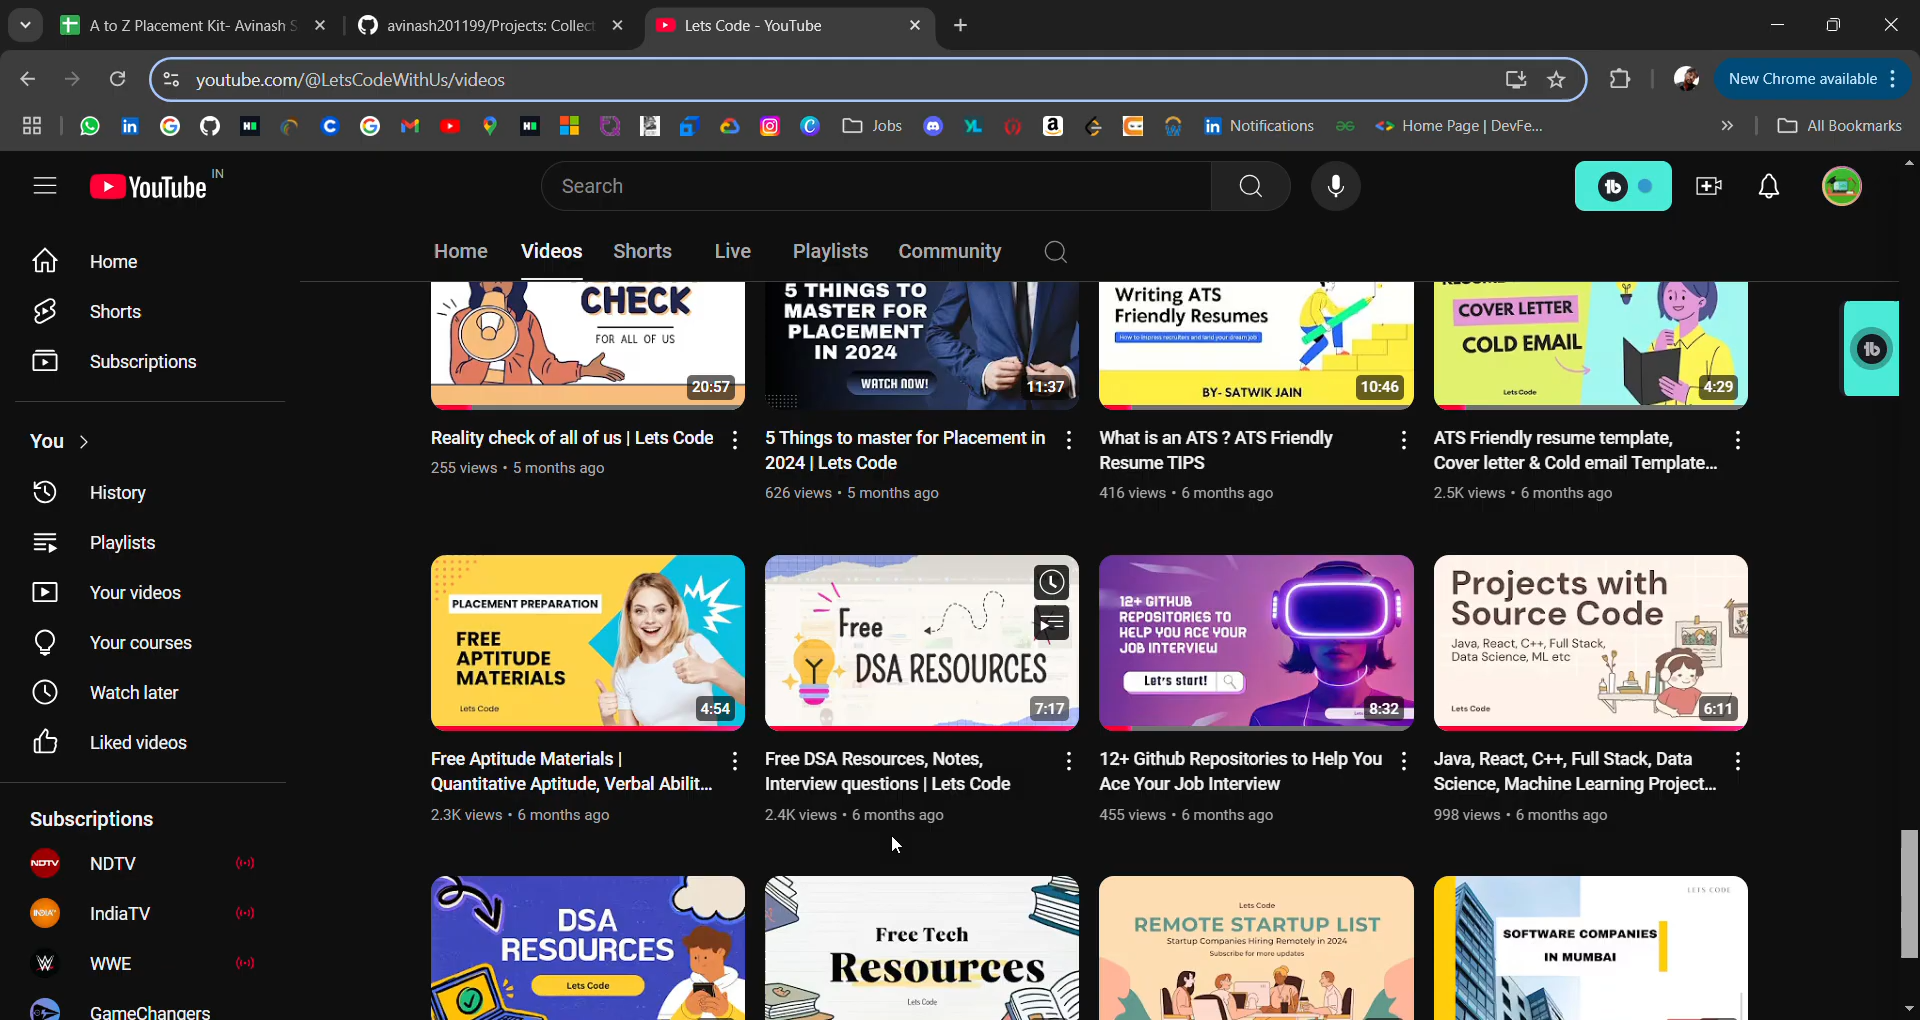 A to Z Placement Kit- Avinash S
avinash201199/Projects: Collect
Lets Code - YouTube
youtube.com/@LetsCodeWithUs/videos
New Chrome available
Jobs
Notifications
Home Page | DevFe...
All Bookmarks
YouTube IN
Search
Home
Videos
Shorts
Live
Playlists
Community
Home
Shorts
Subscriptions
You
History
Playlists
Your videos
Your courses
Watch later
Liked videos
Subscriptions
NDTV
IndiaTV
WWE
GameChangers
CHECK
FOR ALL OF US
20:57
5 THINGS TO
MASTER FOR
PLACEMENT
IN 2024
WATCH NOW!
11:37
Writing ATS
Friendly Resumes
How to impress recruiters and land your dream job
BY- SATWIK JAIN
10:46
COVER LETTER
COLD EMAIL
Lets Code
4:29
Reality check of all of us | Lets Code
255 views • 5 months ago
5 Things to master for Placement in
2024 | Lets Code
626 views • 5 months ago
What is an ATS ? ATS Friendly
Resume TIPS
416 views • 6 months ago
ATS Friendly resume template,
Cover letter & Cold email Template...
2.5K views • 6 months ago
PLACEMENT PREPARATION
FREE
APTITUDE
MATERIALS
Lets Code
4:54
Free
DSA RESOURCES
7:17
12+ GITHUB
REPOSITORIES TO
HELP YOU ACE YOUR
JOB INTERVIEW
Let's start!
8:32
Projects with
Source Code
Java, React, C++, Full Stack,
Data Science, ML etc
Lets Code
6:11
Free Aptitude Materials |
Quantitative Aptitude, Verbal Abilit...
2.3K views • 6 months ago
Free DSA Resources, Notes,
Interview questions | Lets Code
2.4K views • 6 months ago
12+ Github Repositories to Help You
Ace Your Job Interview
455 views • 6 months ago
Java, React, C++, Full Stack, Data
Science, Machine Learning Project...
998 views • 6 months ago
DSA
RESOURCES
Lets Code
Free Tech
Resources
Lets Code
Lets Code
REMOTE STARTUP LIST
Startup Companies Hiring Remotely in 2024
Subscribe for more updates
LETS CODE
SOFTWARE COMPANIES
IN MUMBAI